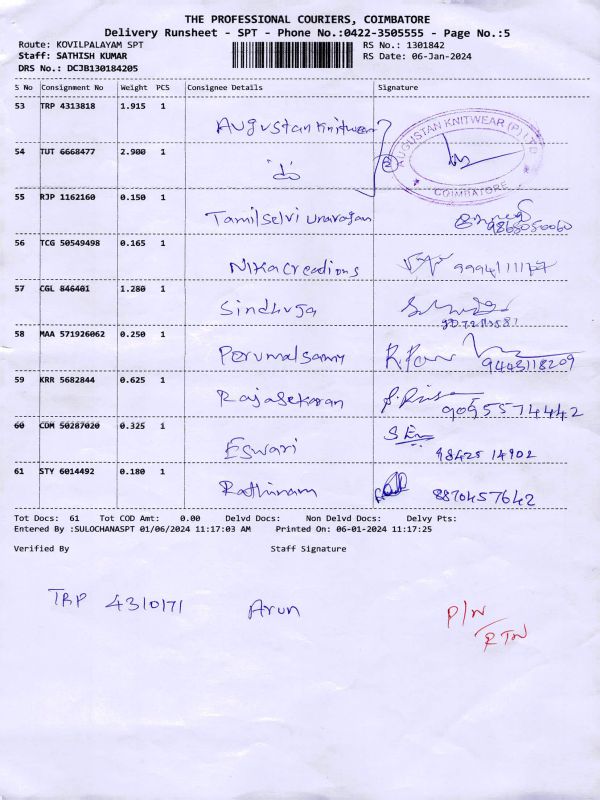 THE PROFESSIONAL COURIERS, COIMBATORE
Delivery Runsheet - SPT - Phone No.:0422-3505555 - Page No.:5
Route: KOVILPALAYAM SPT RS No.: 1301842
Staff: SATHISH KUMAR RS Date: 06-Jan-2024
DRS No.: DCJB130184205
S No Consignment No Weight PCS Consignee Details Signature
53 TRP 4313818 1.915 1 Augustan Knitwear
AUGUSTAN KNITWEAR (P) LTD
COIMBATORE
54 TUT 6668477 2.900 1 2
55 RJP 1162160 0.150 1 Tamilselvi
56 TCG 50549498 0.165 1 Nika creadions
57 CGL 846401 1.280 1 Sindhuja
58 MAA 571926062 0.250 1 Perumalsamy 9443118209
59 KRR 5682844 0.625 1 Rajasekaran 9095574442
60 COM 50287020 0.325 1 Eswari 98425 14902
61 STY 6014492 0.180 1 Rathinam 8870457642
Tot Docs: 61 Tot COD Amt: 0.00 Delvd Docs: Non Delvd Docs: Delvy Pts:
Entered By :SULOCHANASPT 01/06/2024 11:17:03 AM Printed On: 06-01-2024 11:17:25
Verified By Staff Signature
TRP 4310171 Arun P/N
RTN